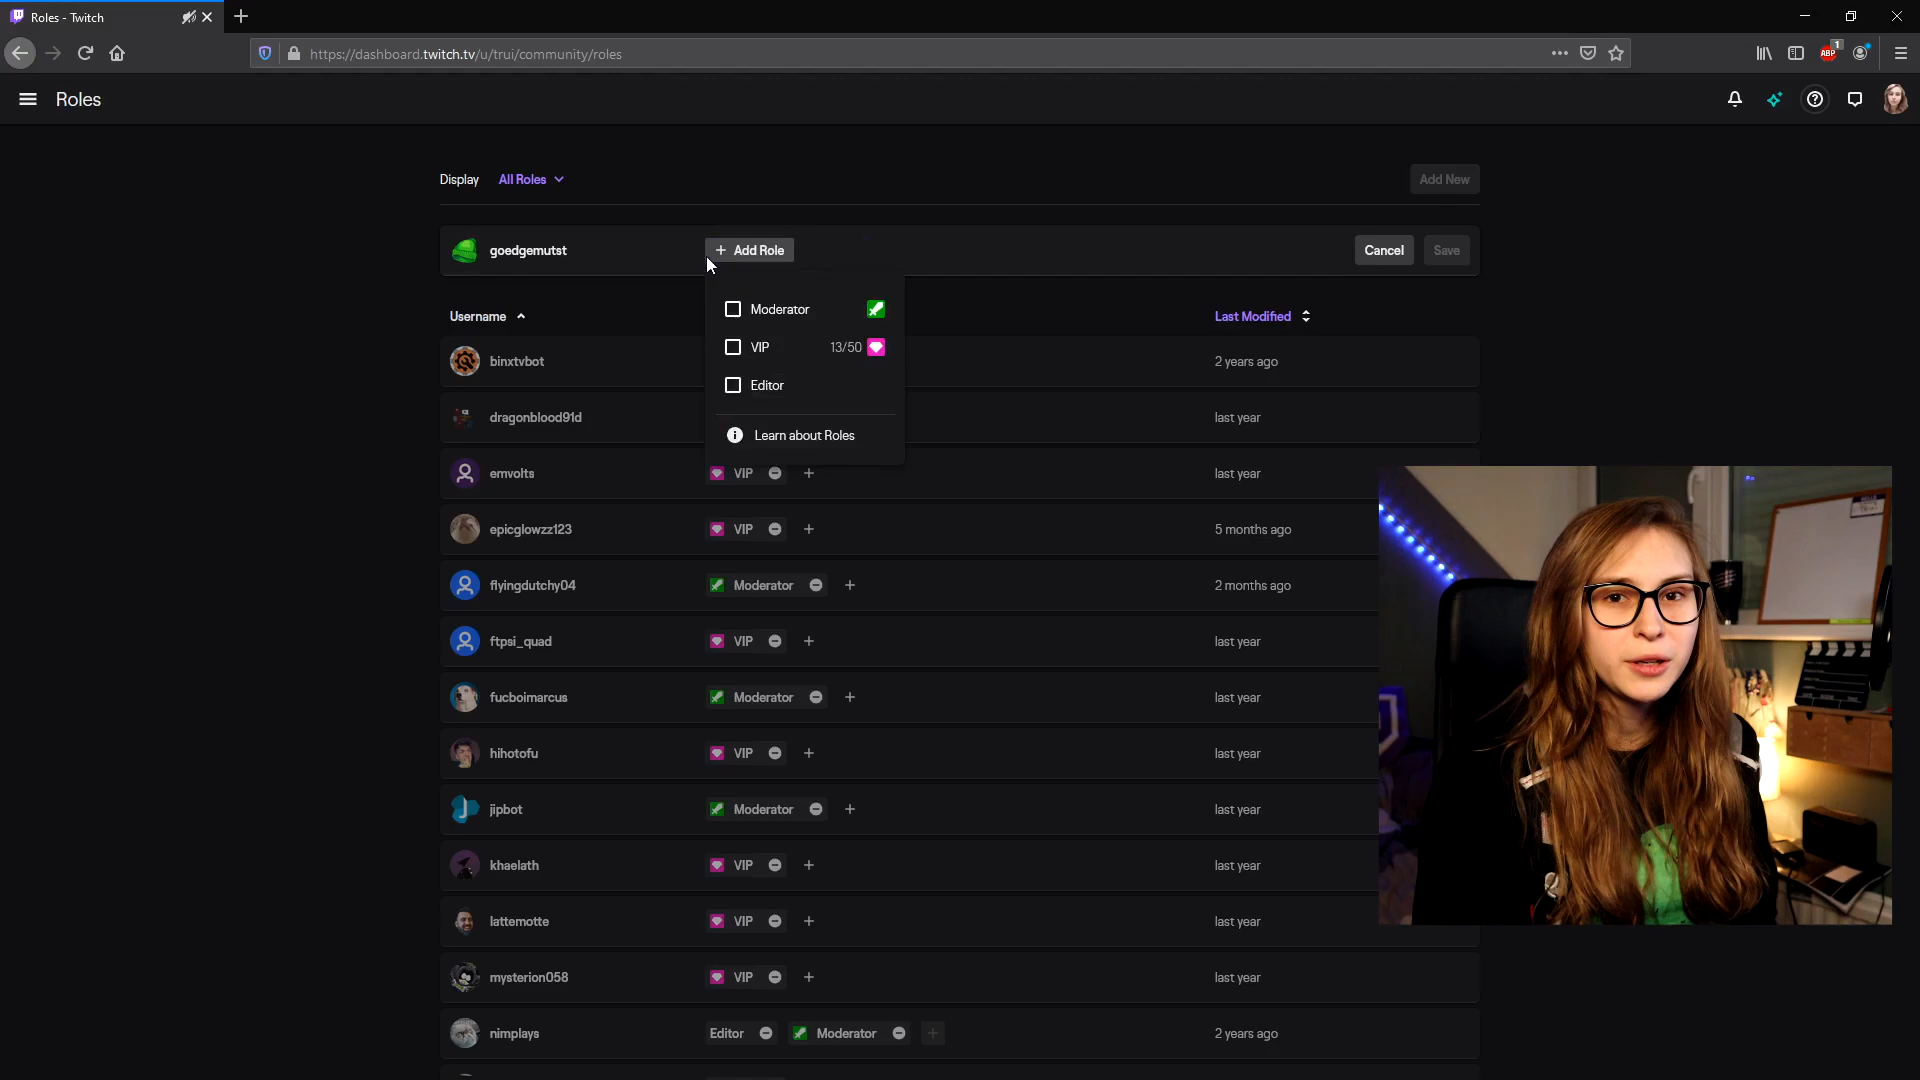 Roles - Twitch
https://dashboard.twitch.tv/u/trui/community/roles
ABP
1
Roles
Display All Roles
Add New
goedgemutst
+ Add Role
Cancel
Save
Moderator
VIP 13/50
Editor
Learn about Roles
Username
Last Modified
binxtvbot 2 years ago
dragonblood91d last year
emvolts VIP last year
epicglowzz123 VIP 5 months ago
flyingdutchy04 Moderator 2 months ago
ftpsi_quad VIP last year
fucboimarcus Moderator last year
hihotofu VIP last year
jipbot Moderator last year
khaelath VIP last year
lattemotte VIP last year
mysterion058 VIP last year
nimplays Editor Moderator 2 years ago